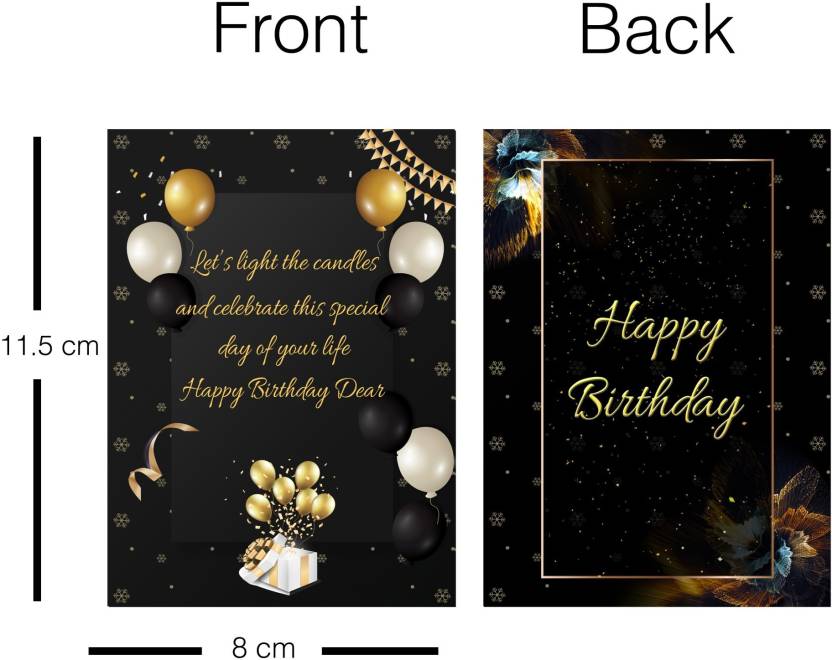 Front
Back
Let's light the candles
and celebrate this special
day of your life
Happy Birthday Dear
Happy
Birthday
11.5 cm
8 cm